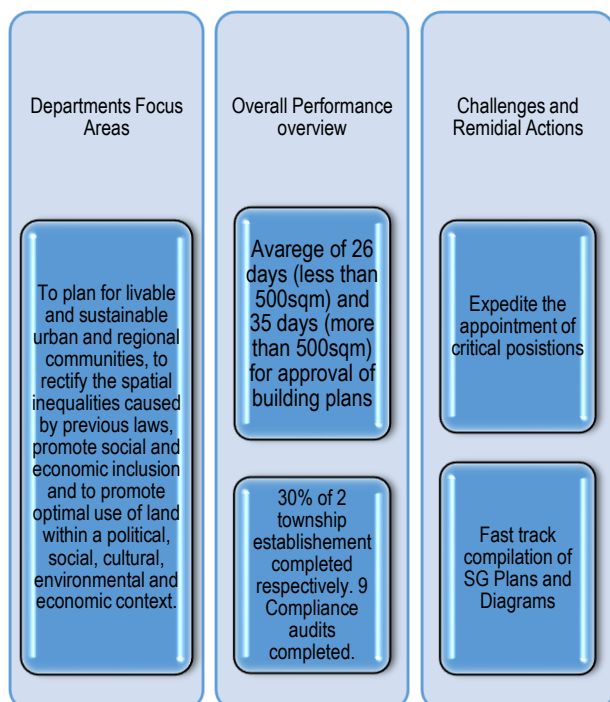 Departments Focus
Areas
To plan for livable
and sustainable
urban and regional
communities, to
rectify the spatial
inequalities caused
by previous laws,
promote social and
economic inclusion
and to promote
optimal use of land
within a political,
social, cultural,
environmental and
economic context.
Overall Performance
overview
Avarege of 26
days (less than
500sqm) and
35 days (more
than 500sqm)
for approval of
building plans
30% of 2
township
establishement
completed
respectively. 9
Compliance
audits
completed.
Challenges and
Remidial Actions
Expedite the
appointment of
critical posistions
Fast track
compilation of
SG Plans and
Diagrams